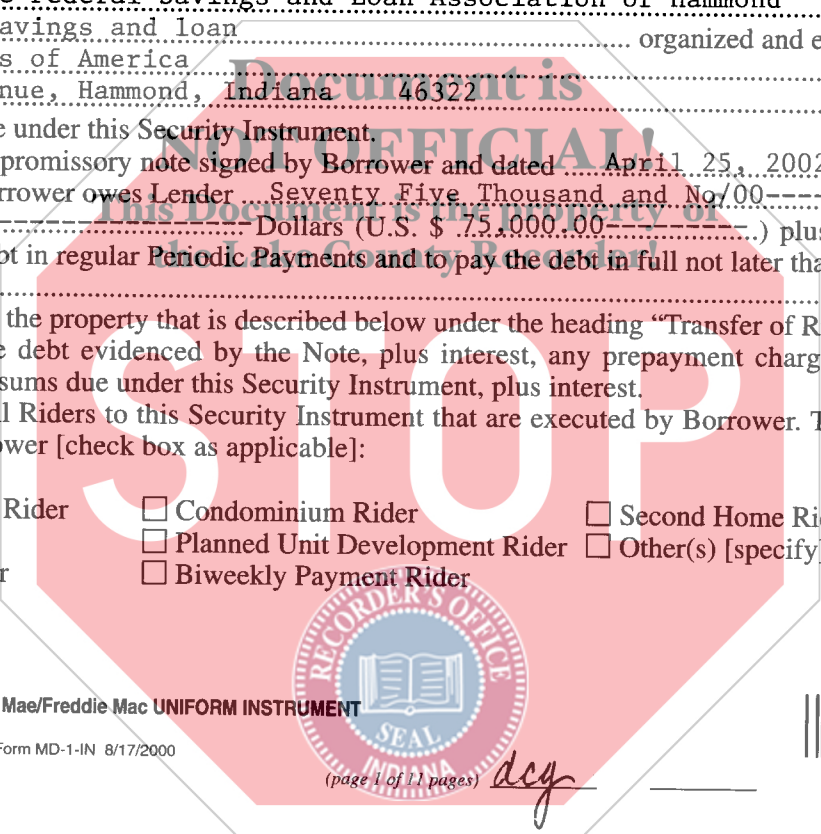 Federal Savings and Loan Association of Hammond
avings and loan organized and e
s of America
nue, Hammond, Indiana 46322
e under this Security Instrument.
promissory note signed by Borrower and dated April 25, 2002
rrower owes Lender Seventy Five Thousand and No/00----
---------------Dollars (U.S. $ 75,000.00----------.) plus
ot in regular Periodic Payments and to pay the debt in full not later tha
the property that is described below under the heading “Transfer of R
e debt evidenced by the Note, plus interest, any prepayment charg
sums due under this Security Instrument, plus interest.
l Riders to this Security Instrument that are executed by Borrower. T
ower [check box as applicable]:
Rider ☐ Condominium Rider ☐ Second Home Ri
☐ Planned Unit Development Rider ☐ Other(s) [specify]
r ☐ Biweekly Payment Rider
Mae/Freddie Mac UNIFORM INSTRUMENT
Form MD-1-IN 8/17/2000
(page 1 of 11 pages) dcg
Document is
NOT OFFICIAL!
This Document is the property of
the Lake County Recorder!
STOP
RECORDER'S OFFICE
SEAL
INDIANA